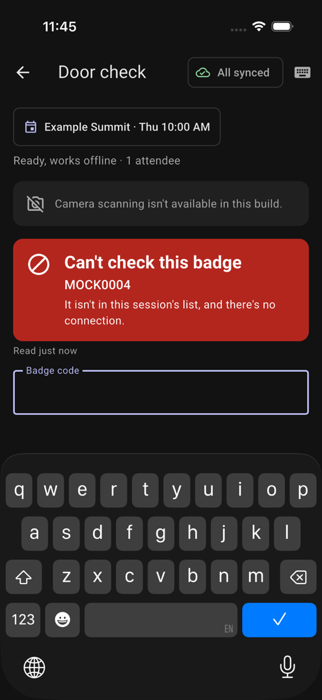 11:45
Door check
All synced
Example Summit · Thu 10:00 AM
Ready, works offline · 1 attendee
Camera scanning isn't available in this build.
Can't check this badge
MOCK0004
It isn't in this session's list, and there's no
connection.
Read just now
Badge code
q w e r t y u i o p
a s d f g h j k l
z x c v b n m
123
EN